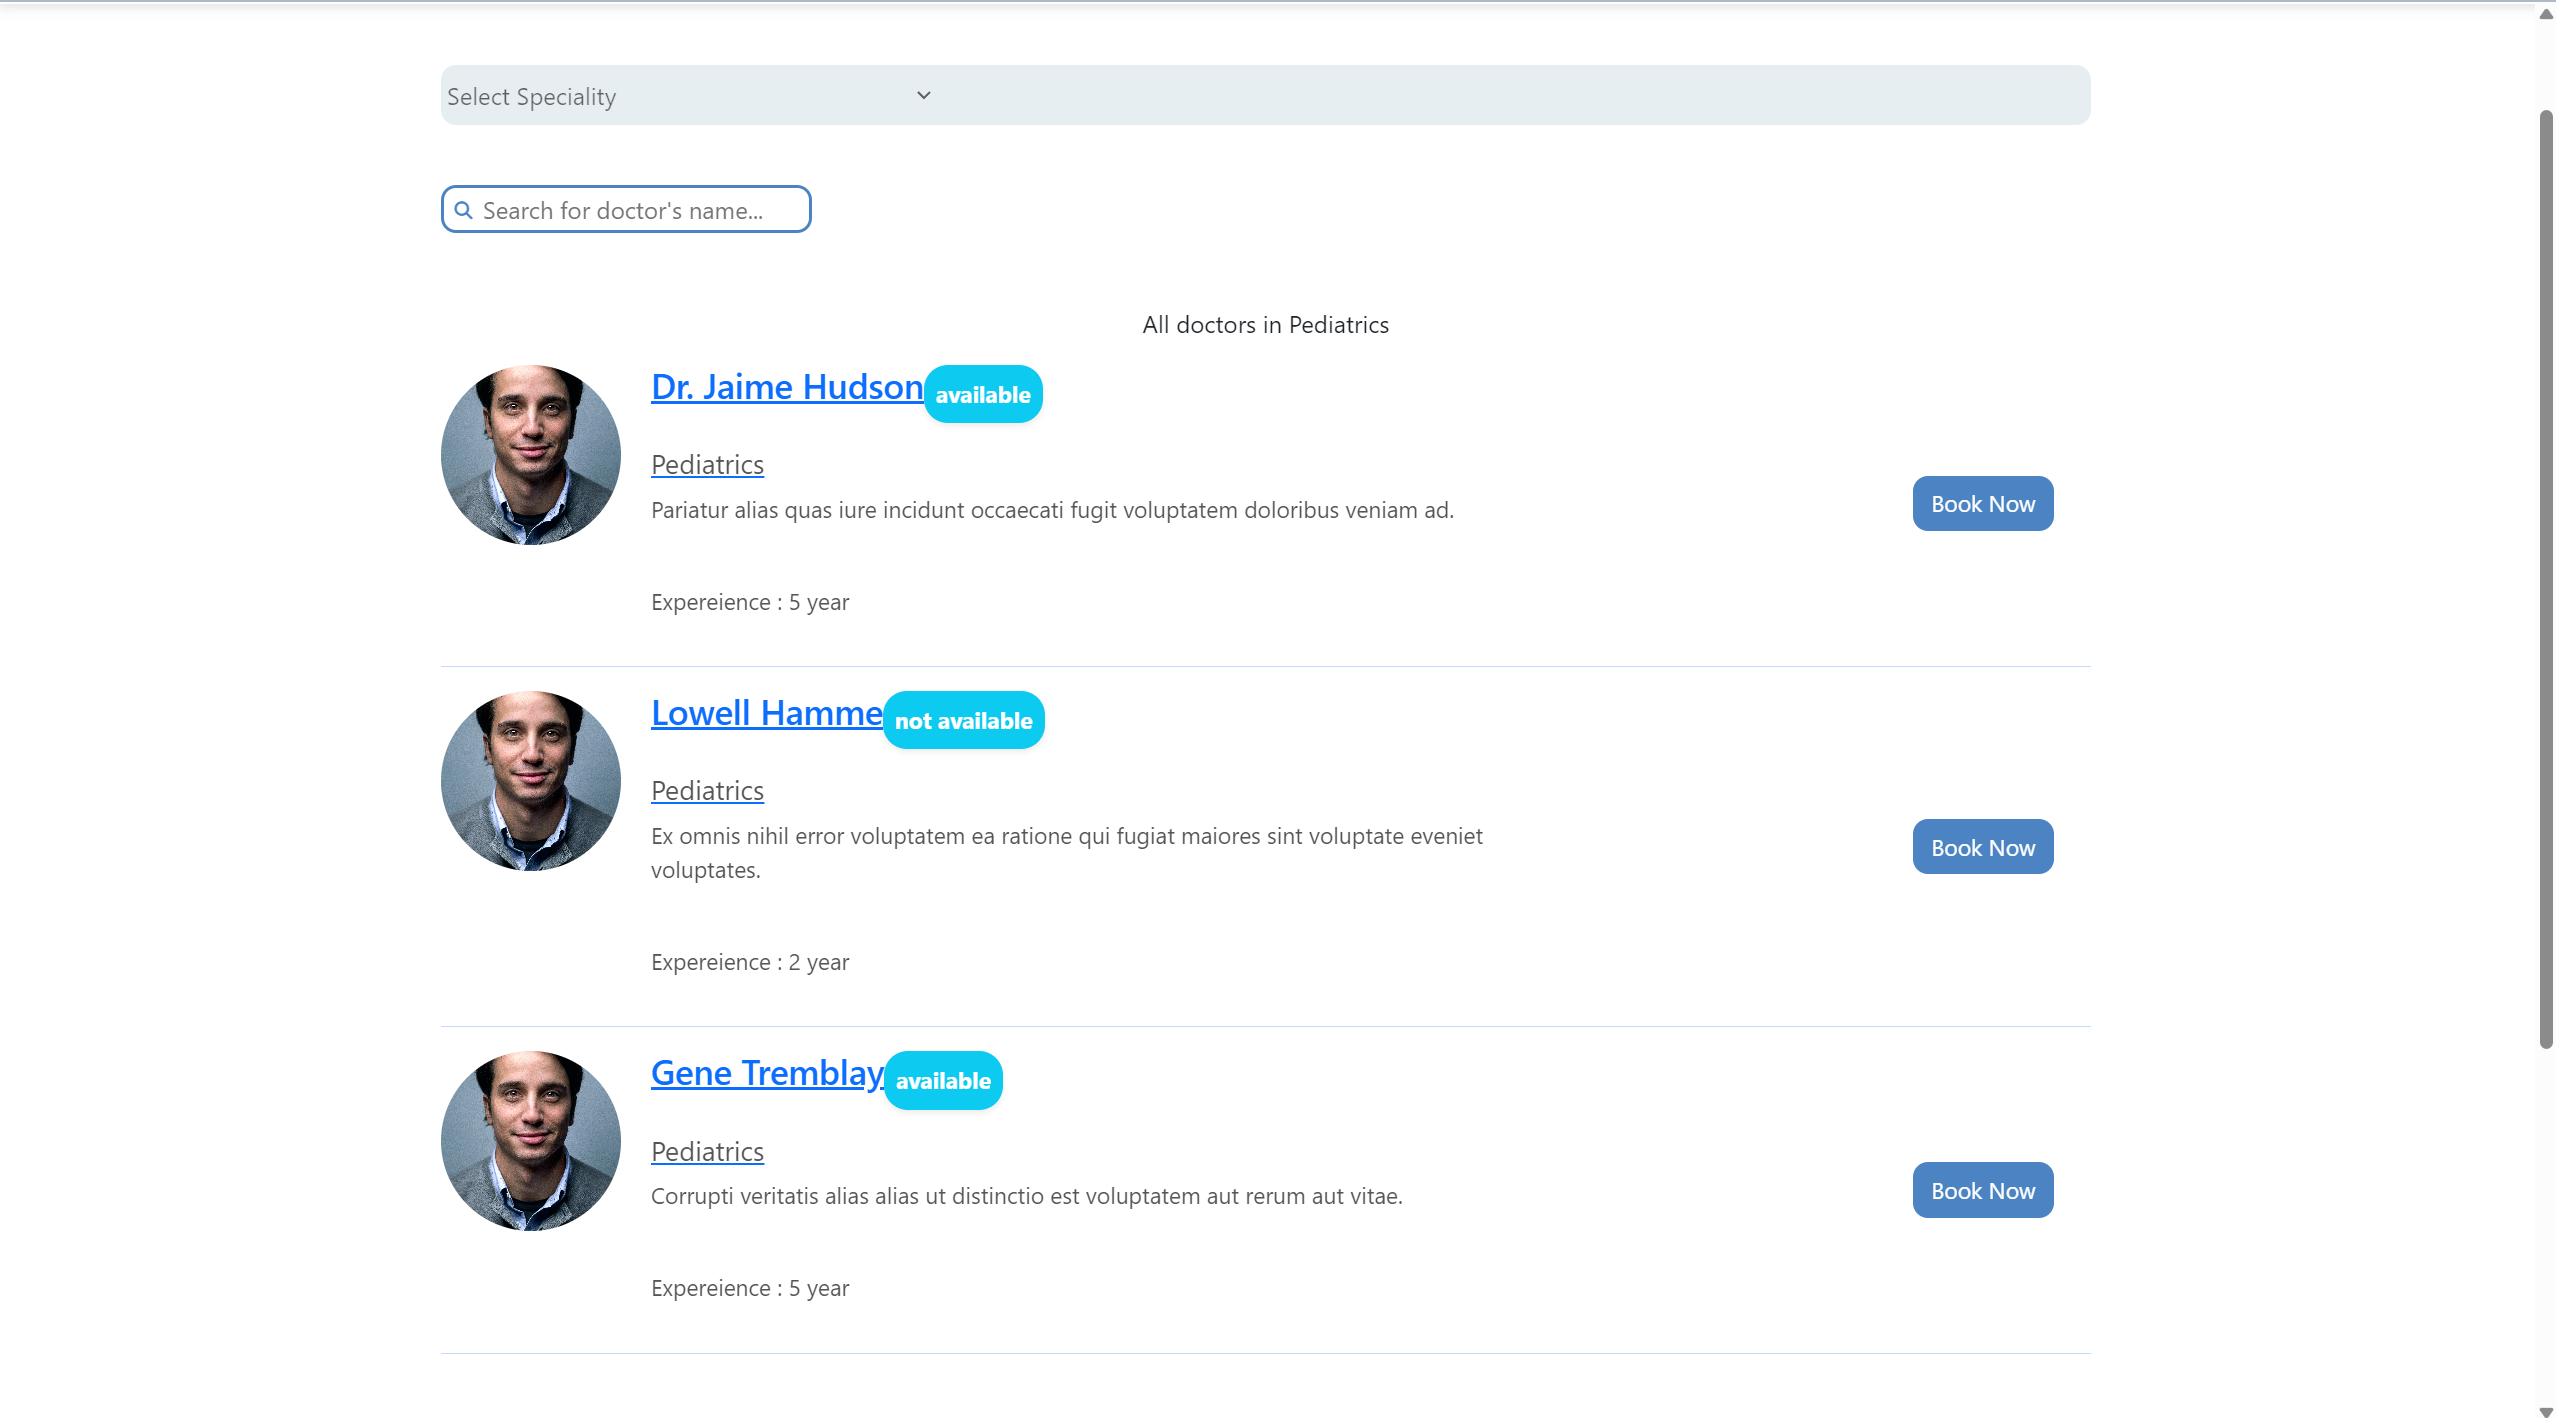 Select Speciality
Search for doctor's name...
All doctors in Pediatrics
Dr. Jaime Hudson available
Pediatrics
Pariatur alias quas iure incidunt occaecati fugit voluptatem doloribus veniam ad.
Book Now
Expereience : 5 year
Lowell Hamme not available
Pediatrics
Ex omnis nihil error voluptatem ea ratione qui fugiat maiores sint voluptate eveniet
voluptates.
Book Now
Expereience : 2 year
Gene Tremblay available
Pediatrics
Corrupti veritatis alias alias ut distinctio est voluptatem aut rerum aut vitae.
Book Now
Expereience : 5 year